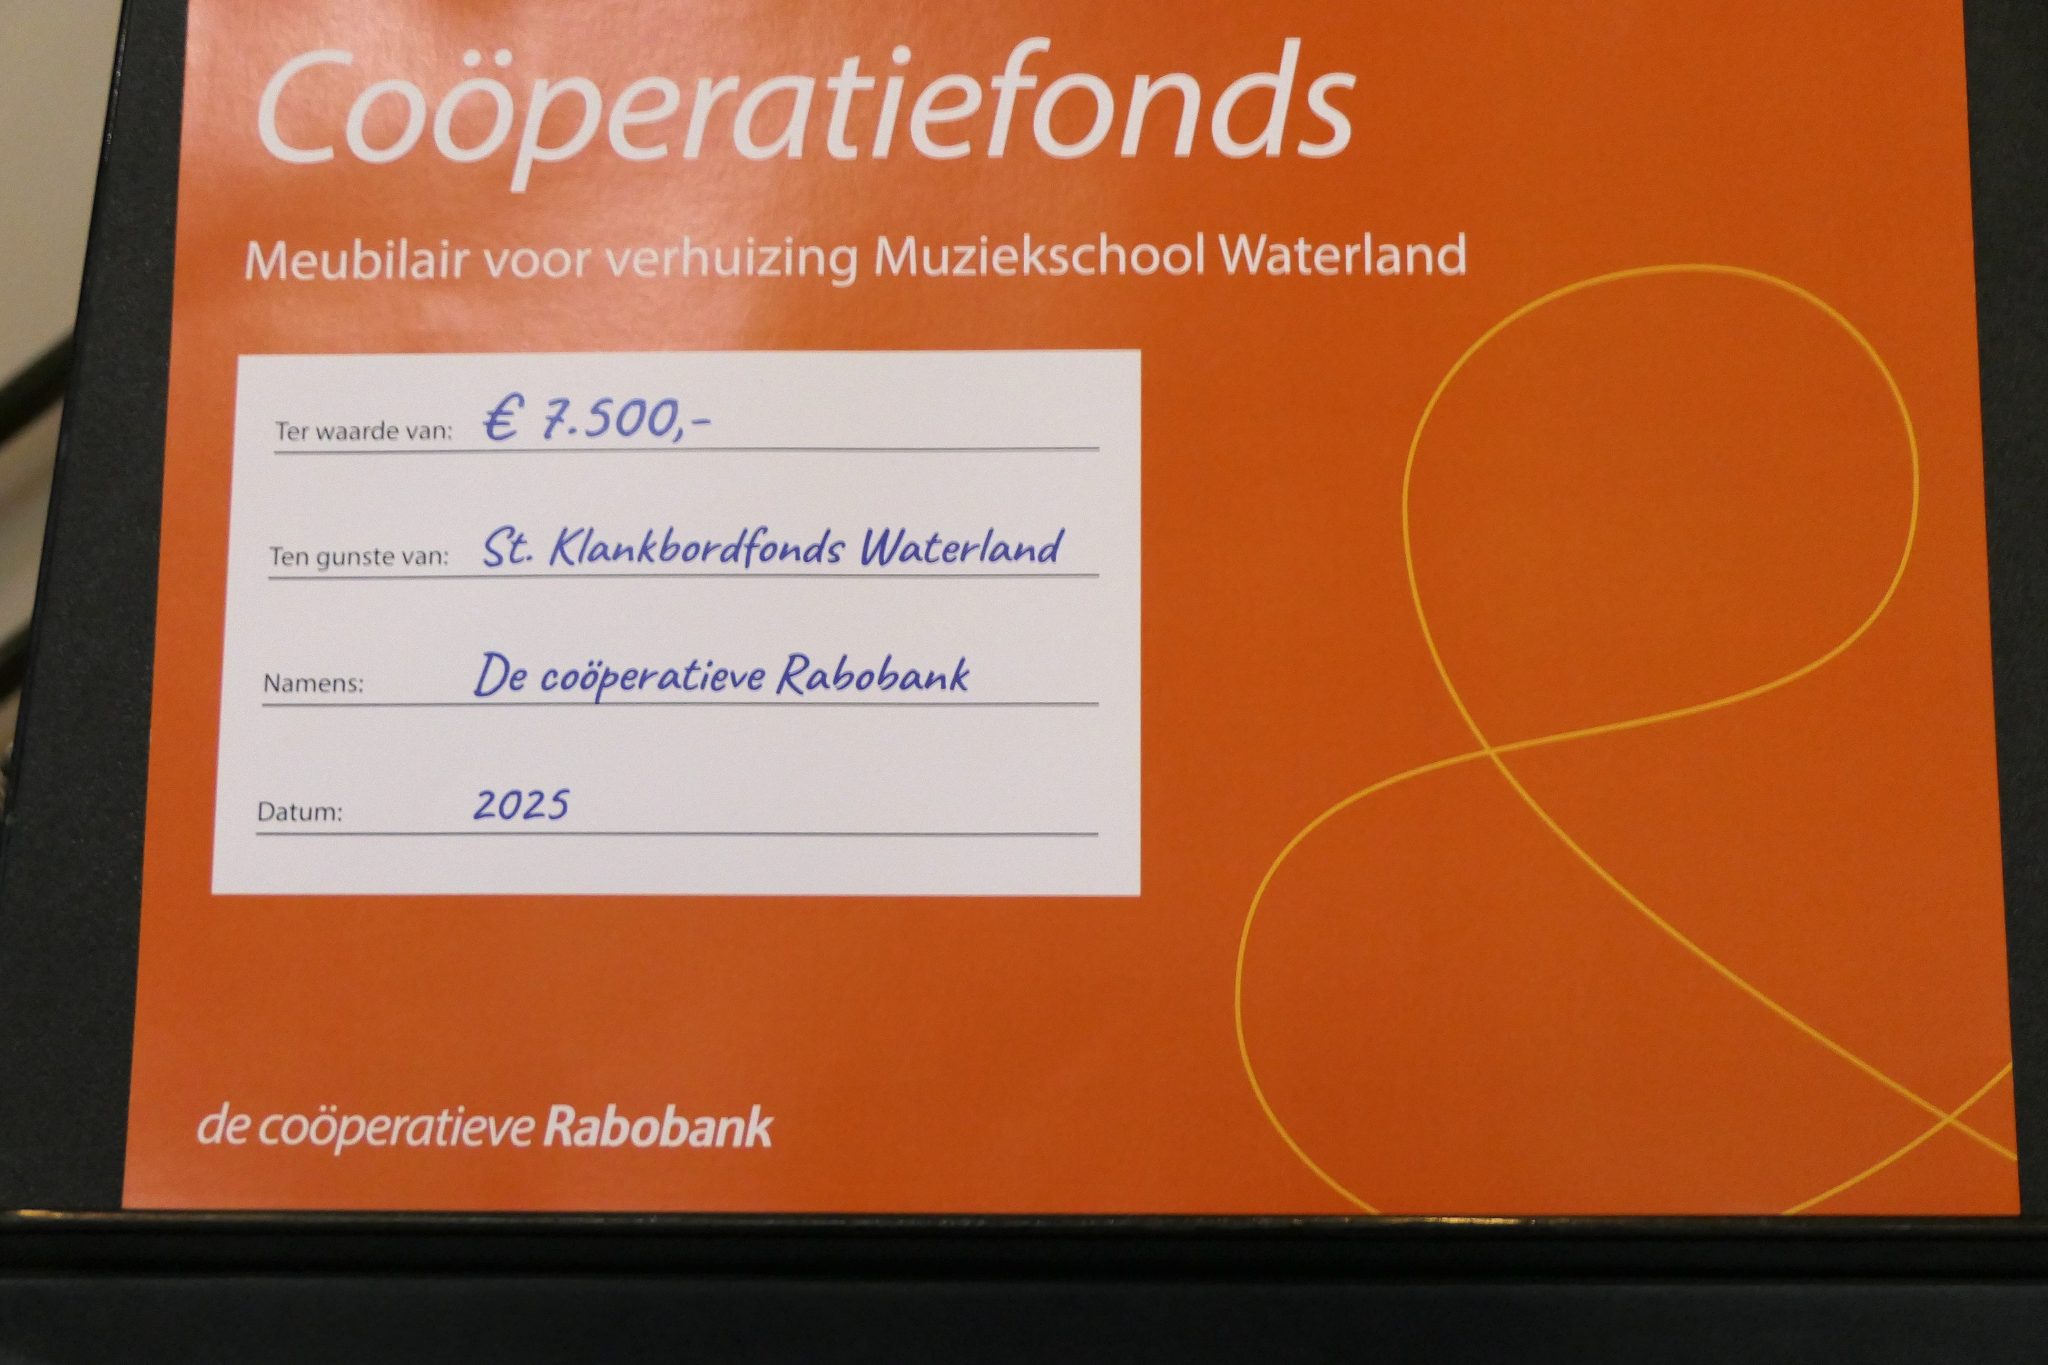 Coöperatiefonds
Meubilair voor verhuizing Muziekschool Waterland
Ter waarde van: € 7.500,-
Ten gunste van: St. Klankbordfonds Waterland
Namens: De coöperatieve Rabobank
Datum: 2025
de coöperatieve Rabobank